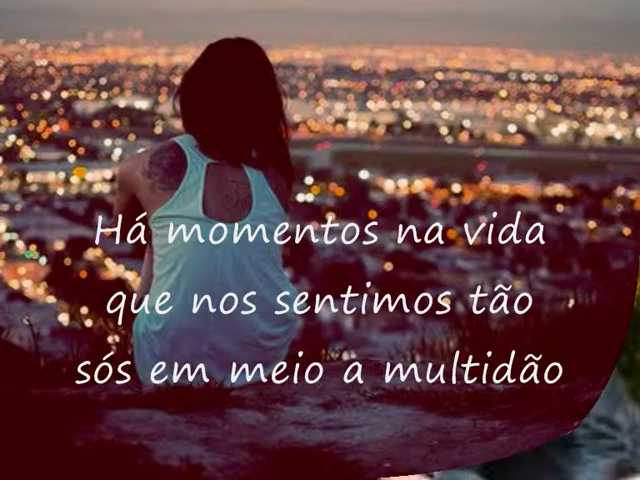 Há momentos na vida
que nos sentimos tão
sós em meio a multidão